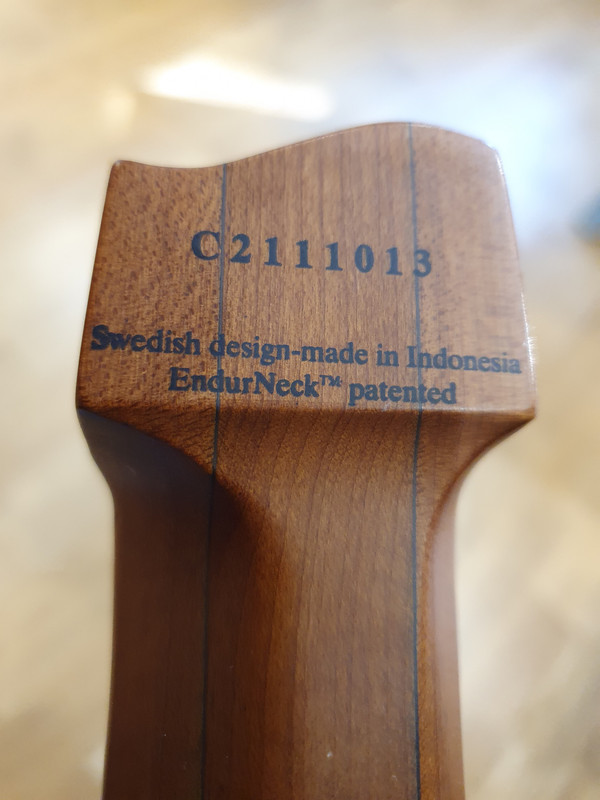 C2111013
Swedish design-made in Indonesia
EndurNeck™ patented